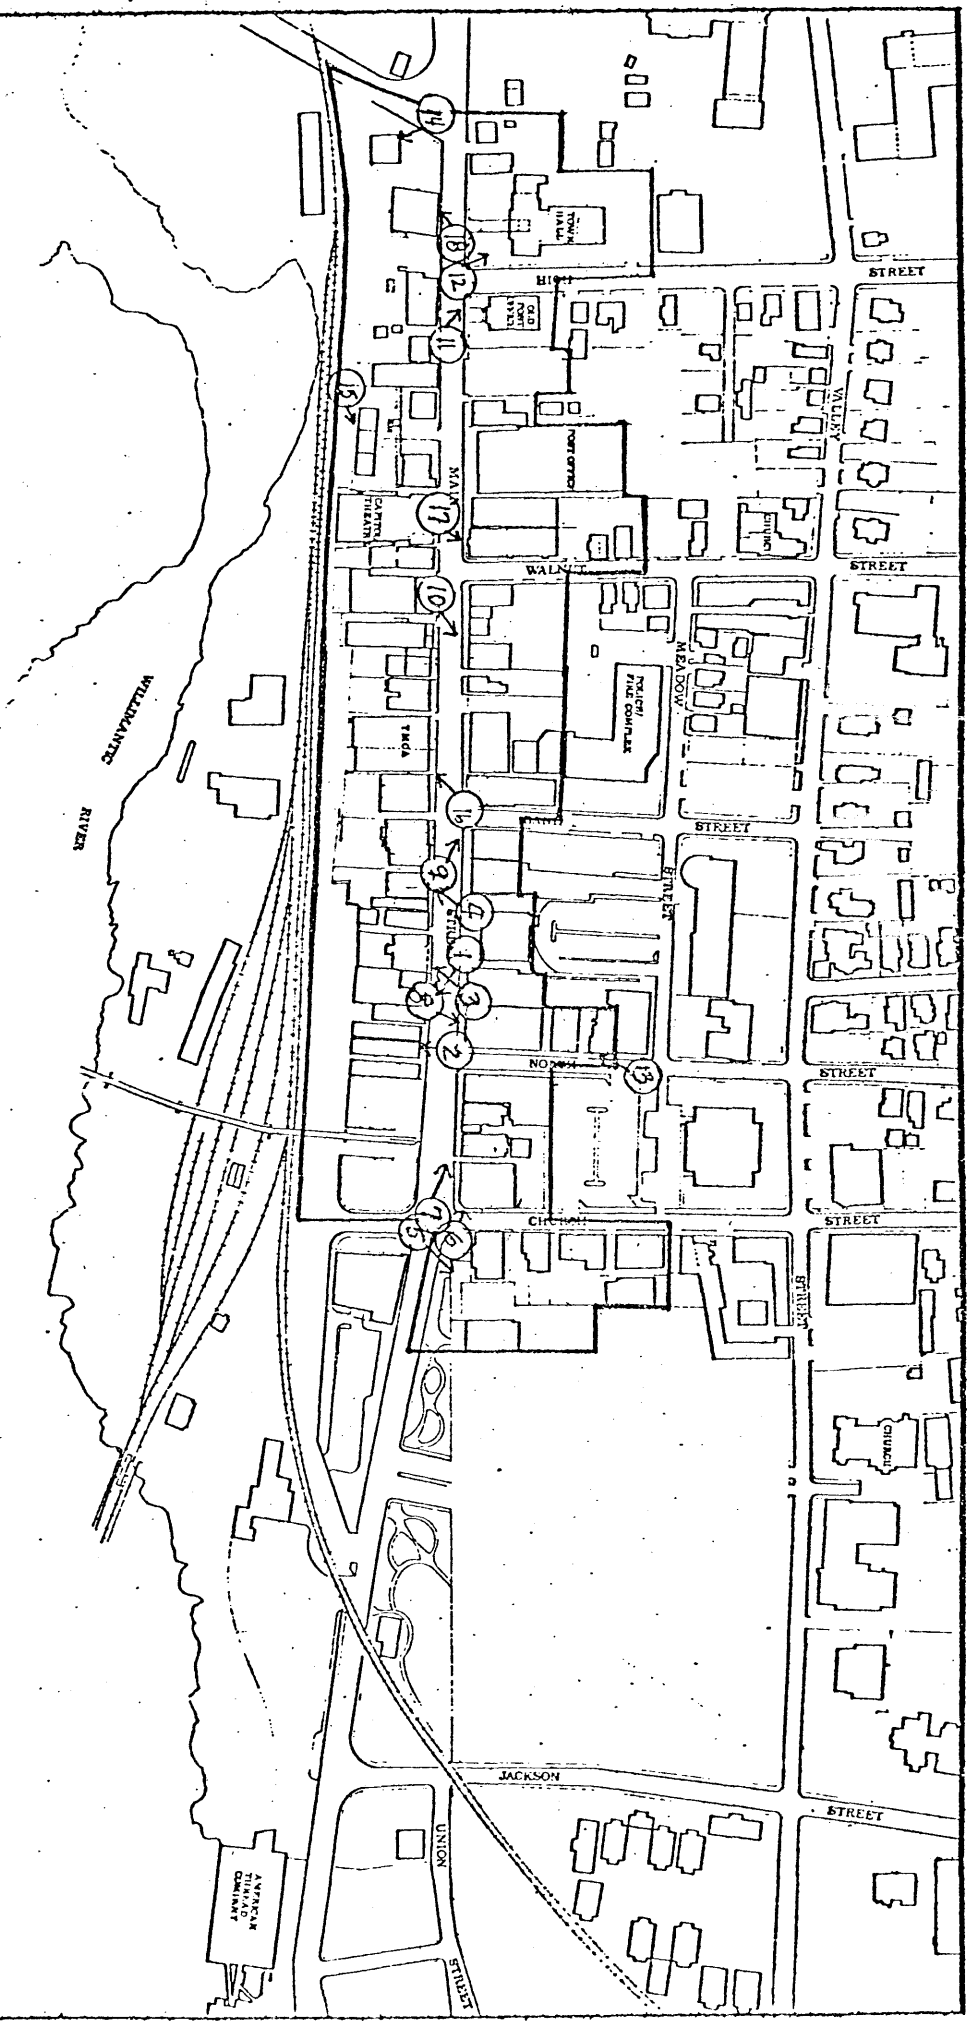 STREET
14
TOWN
HALL
18
12
HIGH
OLD
POST
OFFICE
11
15
VALLEY
POST OFFICE
MAIN
17
CAPITOL
THEATRE
CHURCH
WALNUT
STREET
10
MEADOW
POLICE/
FIRE COMPLEX
WILLIMANTIC
RIVER
YMCA
16
BANK
STREET
9
STREET
4
STREET
1
3
8
2
NORTH
13
STREET
7
5
6
CHURCH
STREET
STREET
CHURCH
JACKSON
STREET
UNION
STREET
AMERICAN
THREAD
COMPANY